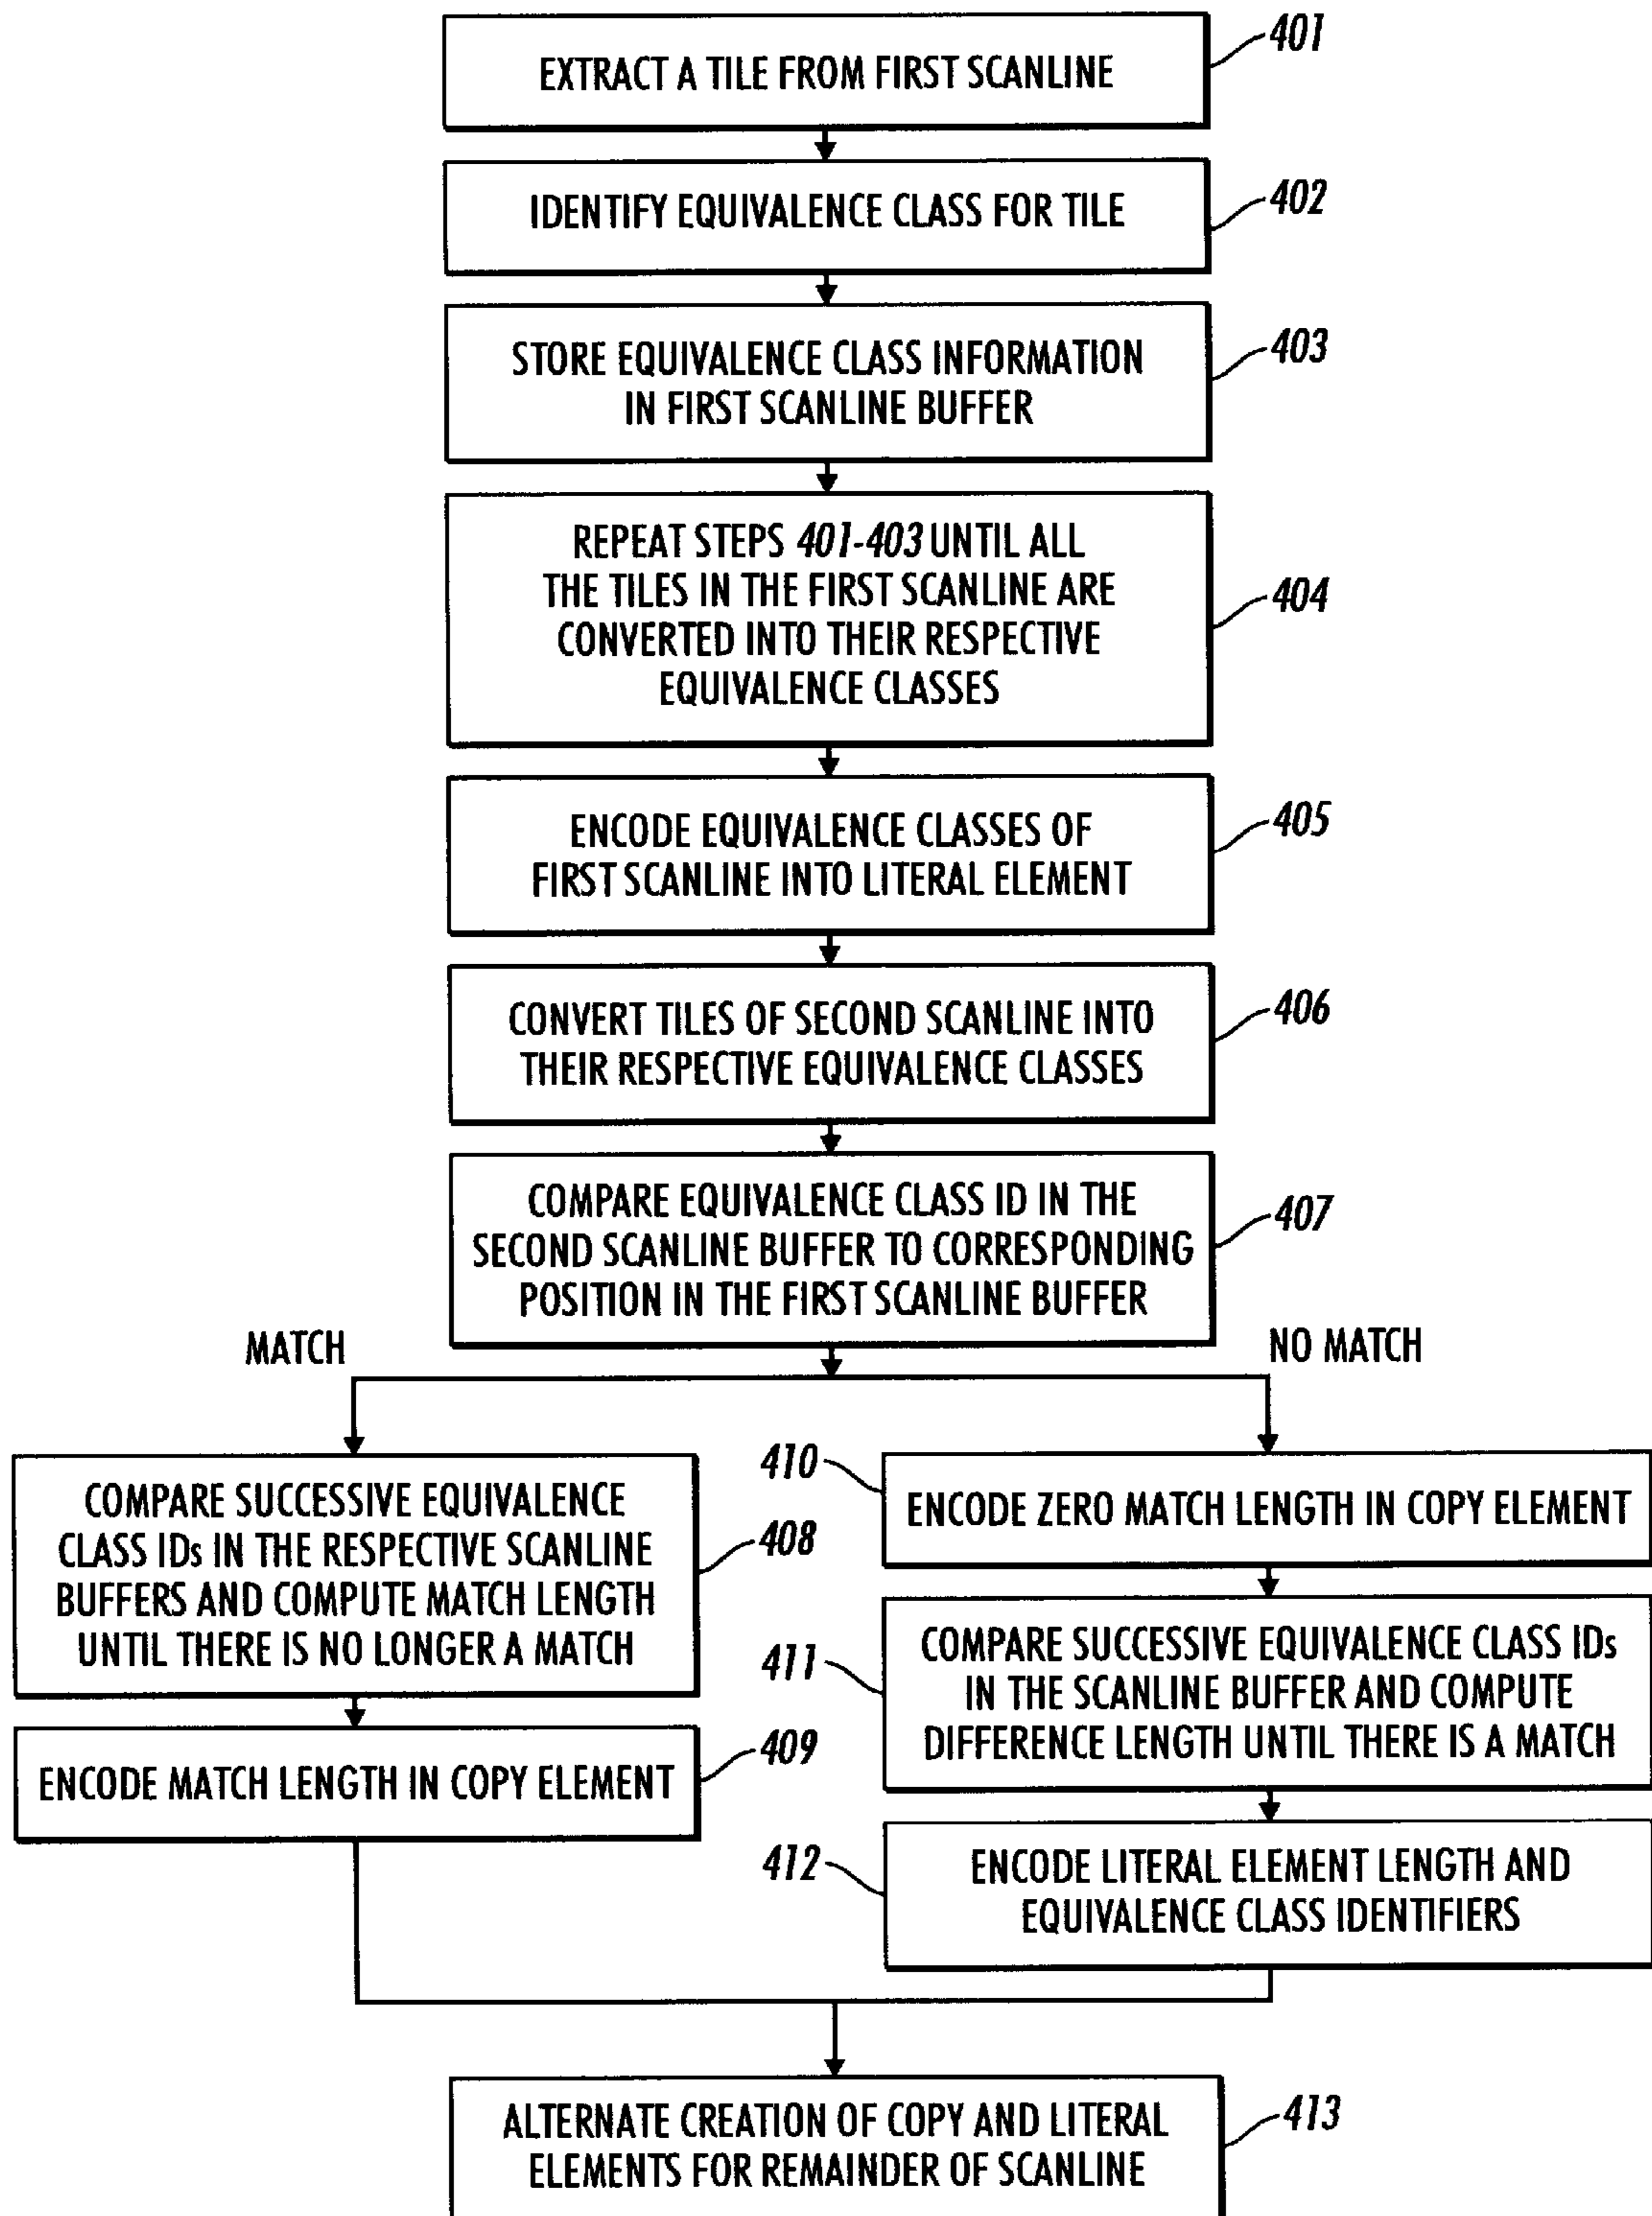 401
EXTRACT A TILE FROM FIRST SCANLINE
402
IDENTIFY EQUIVALENCE CLASS FOR TILE
403
STORE EQUIVALENCE CLASS INFORMATION
IN FIRST SCANLINE BUFFER
404
REPEAT STEPS 401-403 UNTIL ALL
THE TILES IN THE FIRST SCANLINE ARE
CONVERTED INTO THEIR RESPECTIVE
EQUIVALENCE CLASSES
405
ENCODE EQUIVALENCE CLASSES OF
FIRST SCANLINE INTO LITERAL ELEMENT
406
CONVERT TILES OF SECOND SCANLINE INTO
THEIR RESPECTIVE EQUIVALENCE CLASSES
407
COMPARE EQUIVALENCE CLASS ID IN THE
SECOND SCANLINE BUFFER TO CORRESPONDING
POSITION IN THE FIRST SCANLINE BUFFER
MATCH
NO MATCH
408
COMPARE SUCCESSIVE EQUIVALENCE
CLASS IDs IN THE RESPECTIVE SCANLINE
BUFFERS AND COMPUTE MATCH LENGTH
UNTIL THERE IS NO LONGER A MATCH
409
ENCODE MATCH LENGTH IN COPY ELEMENT
410
ENCODE ZERO MATCH LENGTH IN COPY ELEMENT
411
COMPARE SUCCESSIVE EQUIVALENCE CLASS IDs
IN THE SCANLINE BUFFER AND COMPUTE
DIFFERENCE LENGTH UNTIL THERE IS A MATCH
412
ENCODE LITERAL ELEMENT LENGTH AND
EQUIVALENCE CLASS IDENTIFIERS
413
ALTERNATE CREATION OF COPY AND LITERAL
ELEMENTS FOR REMAINDER OF SCANLINE